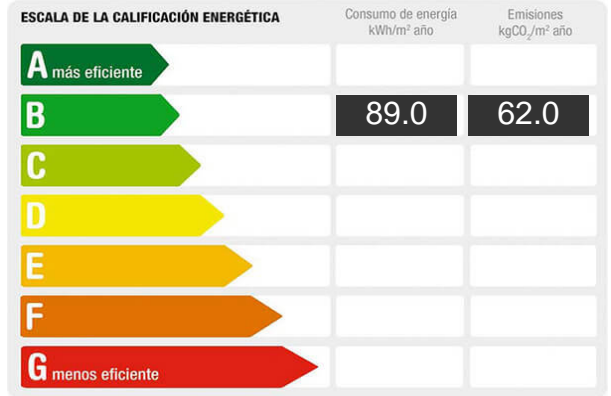 ESCALA DE LA CALIFICACIÓN ENERGÉTICA
Consumo de energía
kWh/m² año
Emisiones
kgCO₂/m² año
A más eficiente
B
89.0
62.0
C
D
E
F
G menos eficiente